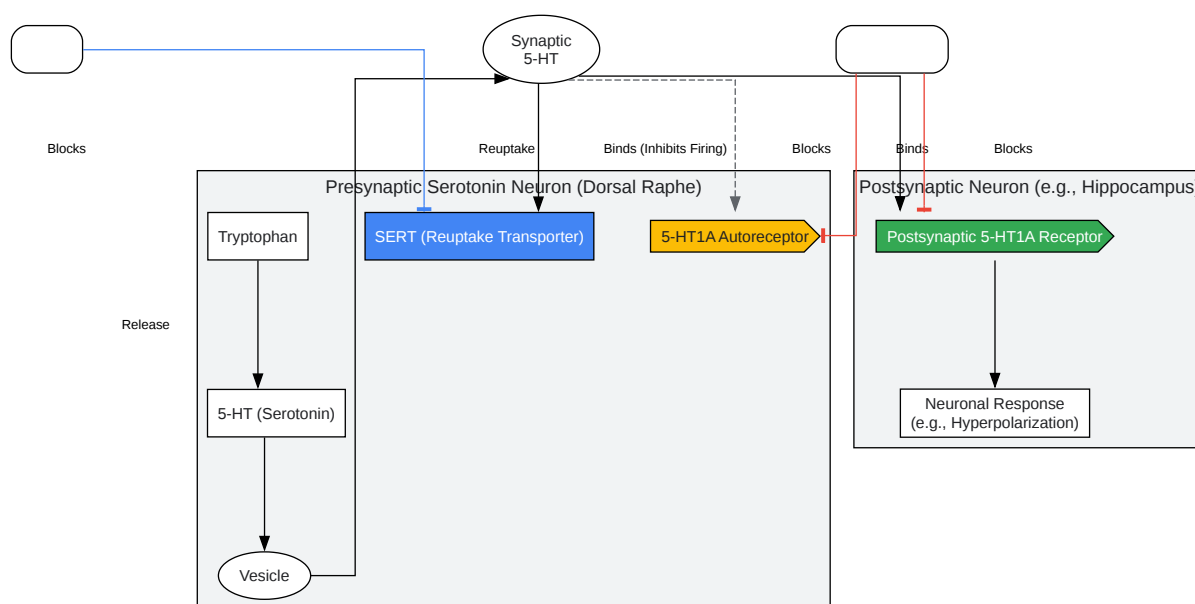 Synaptic
5-HT
Blocks
Reuptake
Binds (Inhibits Firing)
Blocks
Binds
Blocks
Presynaptic Serotonin Neuron (Dorsal Raphe)
Postsynaptic Neuron (e.g., Hippocampus)
Tryptophan
SERT (Reuptake Transporter)
5-HT1A Autoreceptor
Postsynaptic 5-HT1A Receptor
Release
5-HT (Serotonin)
Neuronal Response
(e.g., Hyperpolarization)
Vesicle